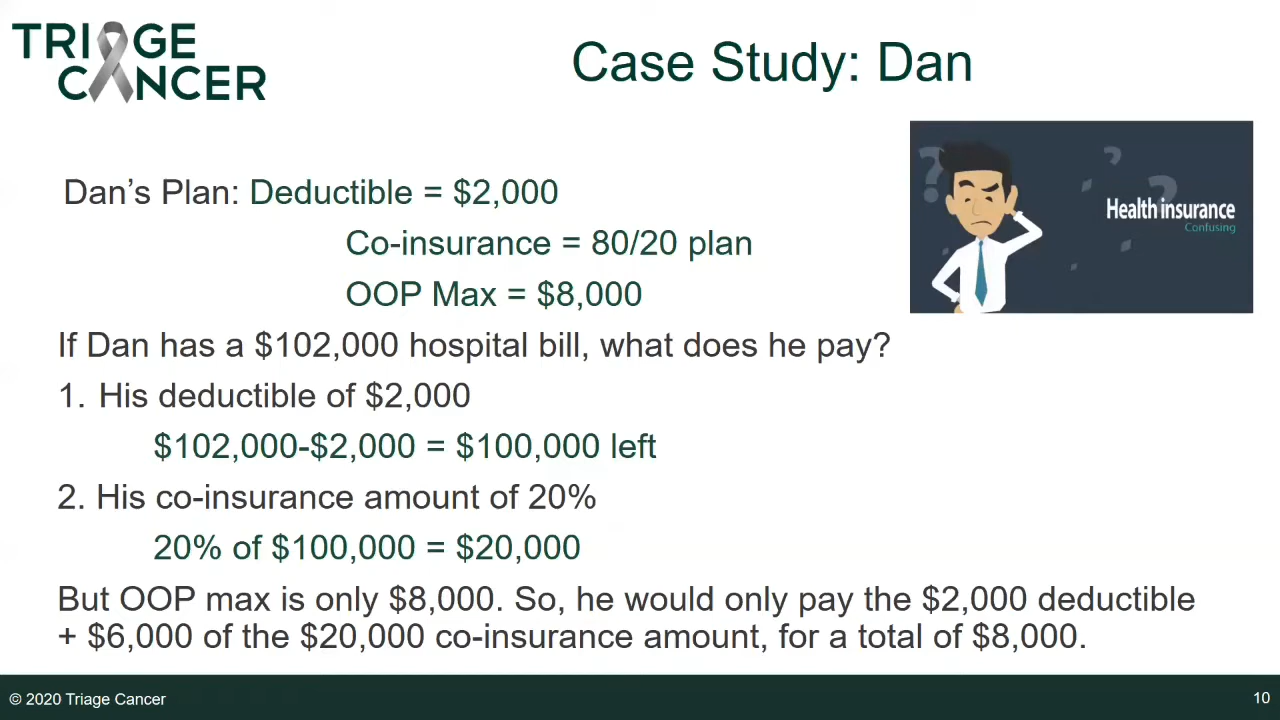 TRIAGE
CANCER
Case Study: Dan
? ? ?
Health insurance
Confusing
Dan’s Plan: Deductible = $2,000
Co-insurance = 80/20 plan
OOP Max = $8,000
If Dan has a $102,000 hospital bill, what does he pay?
1. His deductible of $2,000
$102,000-$2,000 = $100,000 left
2. His co-insurance amount of 20%
20% of $100,000 = $20,000
But OOP max is only $8,000. So, he would only pay the $2,000 deductible
+ $6,000 of the $20,000 co-insurance amount, for a total of $8,000.
© 2020 Triage Cancer
10